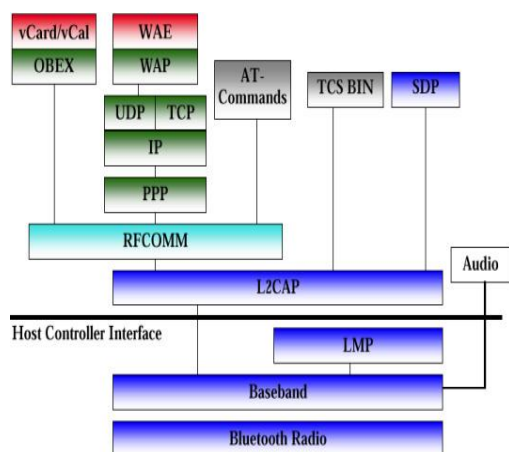 vCard/vCal
OBEX
WAE
WAP
UDP TCP
IP
PPP
AT-
Commands
TCS BIN
SDP
RFCOMM
Audio
L2CAP
Host Controller Interface
LMP
Baseband
Bluetooth Radio